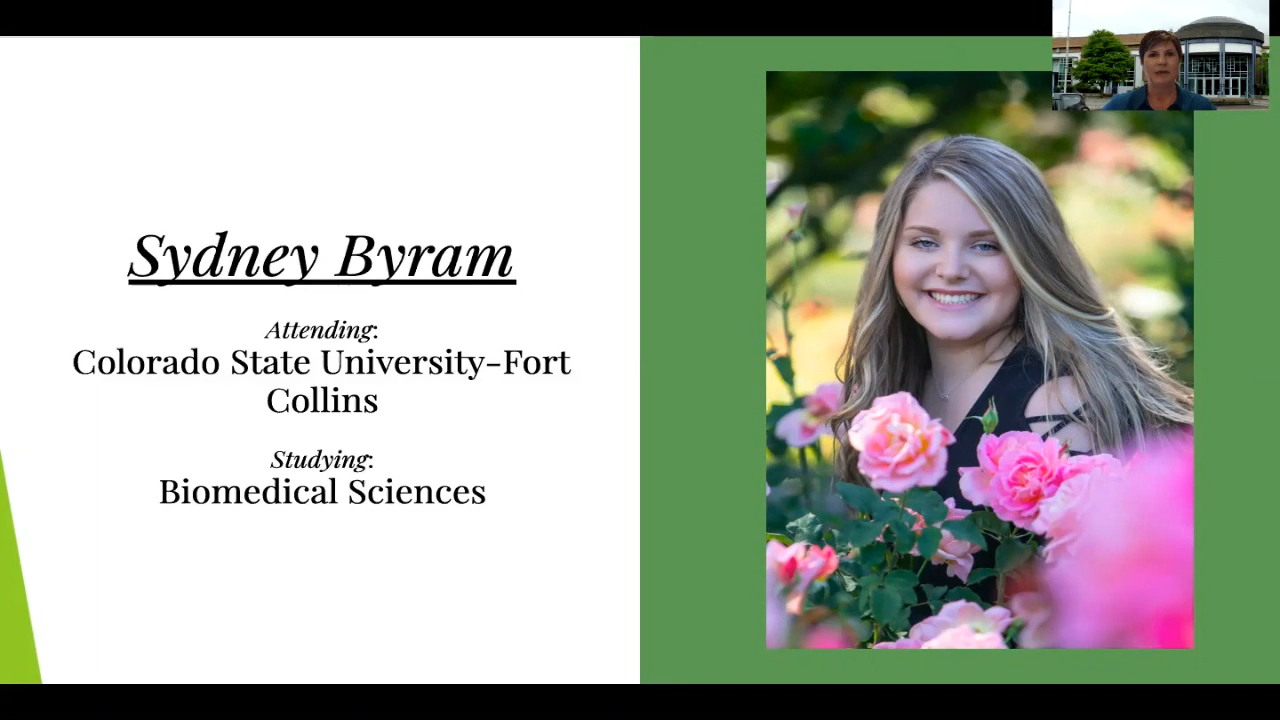 Sydney Byram
Attending:
Colorado State University-Fort
Collins
Studying:
Biomedical Sciences